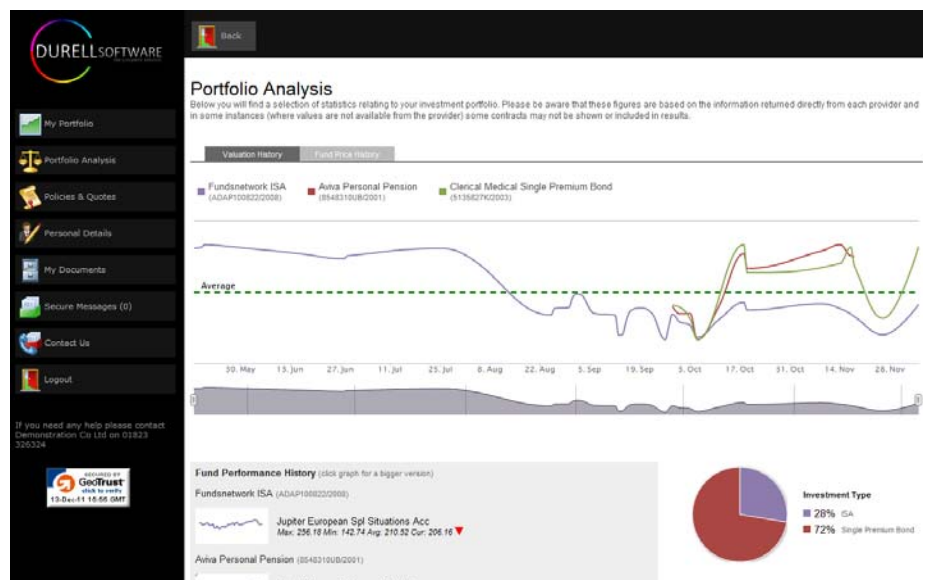 DURELLSOFTWARE
Back
My Portfolio
Portfolio Analysis
Policies & Quotes
Personal Details
My Documents
Secure Messages (0)
Contact Us
Logout
If you need any help please contact
Demonstration Co Ltd on 01823
326324
SECURED BY
GeoTrust
click to verify
13-Dec-11 16:56 GMT
Portfolio Analysis
Below you will find a selection of statistics relating to your investment portfolio. Please be aware that these figures are based on the information returned directly from each provider and
in some instances (where values are not available from the provider) some contracts may not be shown or included in results.
Valuation History
Fund Price History
Fundsnetwork ISA
(ADAP100822/2008)
Aviva Personal Pension
(8548310UB/2001)
Clerical Medical Single Premium Bond
(5135827K/2003)
Average
30. May 13. Jun 27. Jun 11. Jul 25. Jul 8. Aug 22. Aug 5. Sep 19. Sep 3. Oct 17. Oct 31. Oct 14. Nov 28. Nov
Fund Performance History (click graph for a bigger version)
Fundsnetwork ISA (ADAP100822/2008)
Jupiter European Spl Situations Acc
Max: 256.18 Min: 142.74 Avg: 210.52 Cur: 206.16
Aviva Personal Pension (8548310UB/2001)
Investment Type
28% ISA
72% Single Premium Bond